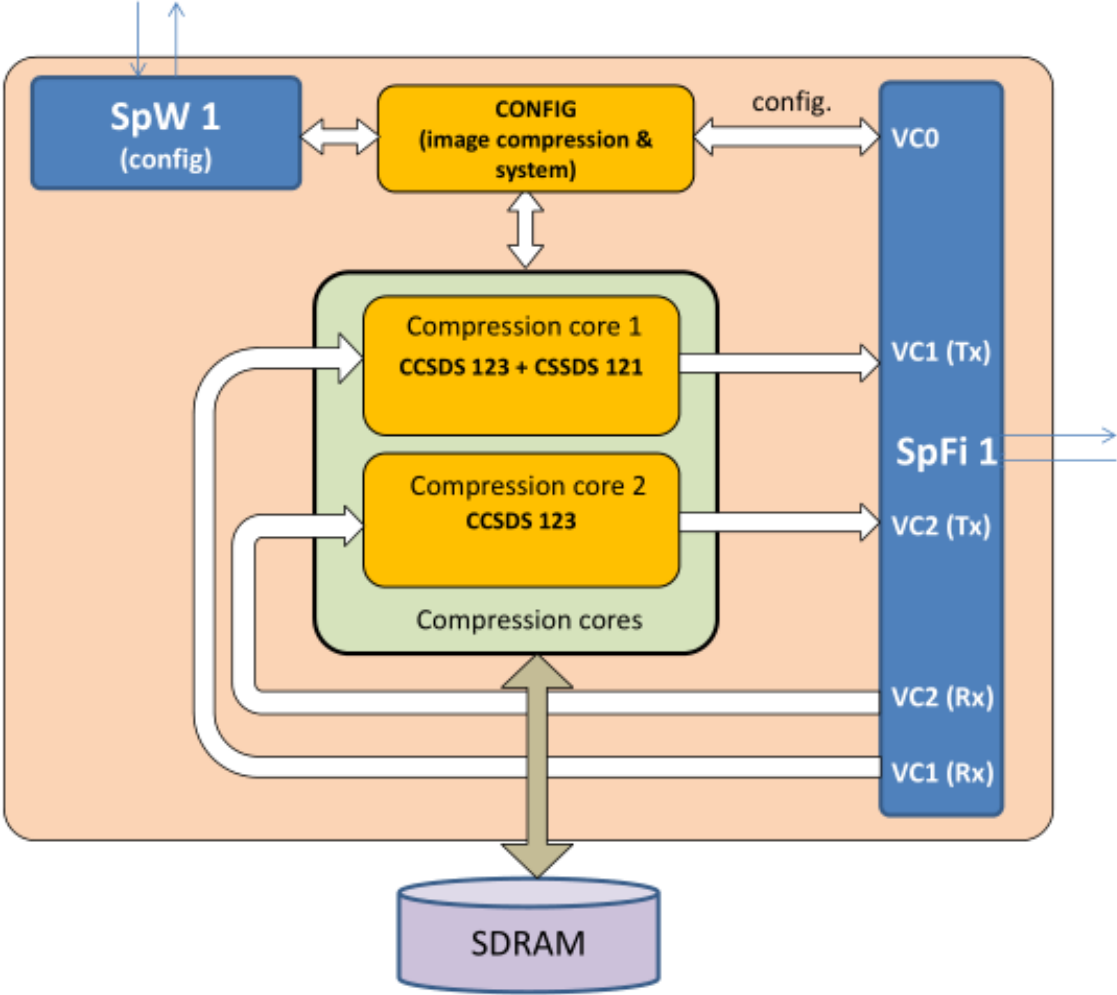 SpW 1
(config)
CONFIG
(image compression &
system)
config.
VC0
Compression core 1
CCSDS 123 + CSSDS 121
VC1 (Tx)
SpFi 1
Compression core 2
CCSDS 123
VC2 (Tx)
Compression cores
VC2 (Rx)
VC1 (Rx)
SDRAM